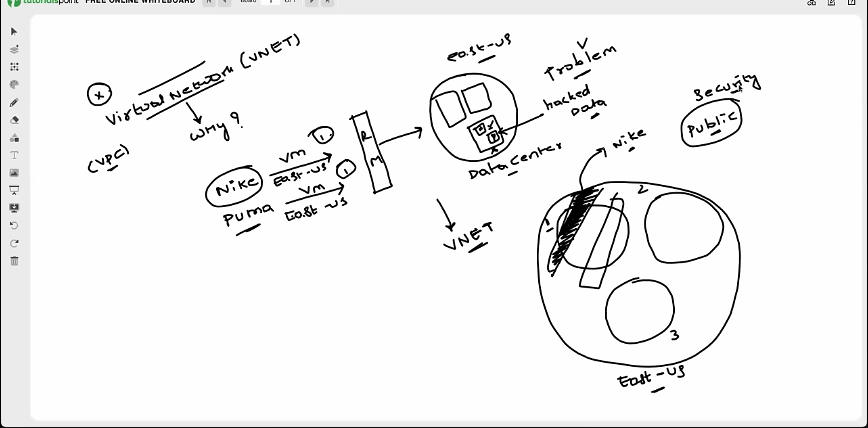 tutorialspoint FREE ONLINE WHITEBOARD
Virtual Network (VNET)
Why?
(VPC)
Nike
VM
East-US
1
Puma
VM
East-US
1
R
M
east-us
Data Center
Problem
hacked
Data
VNET
Security
Public
Nike
1
2
3
East-US